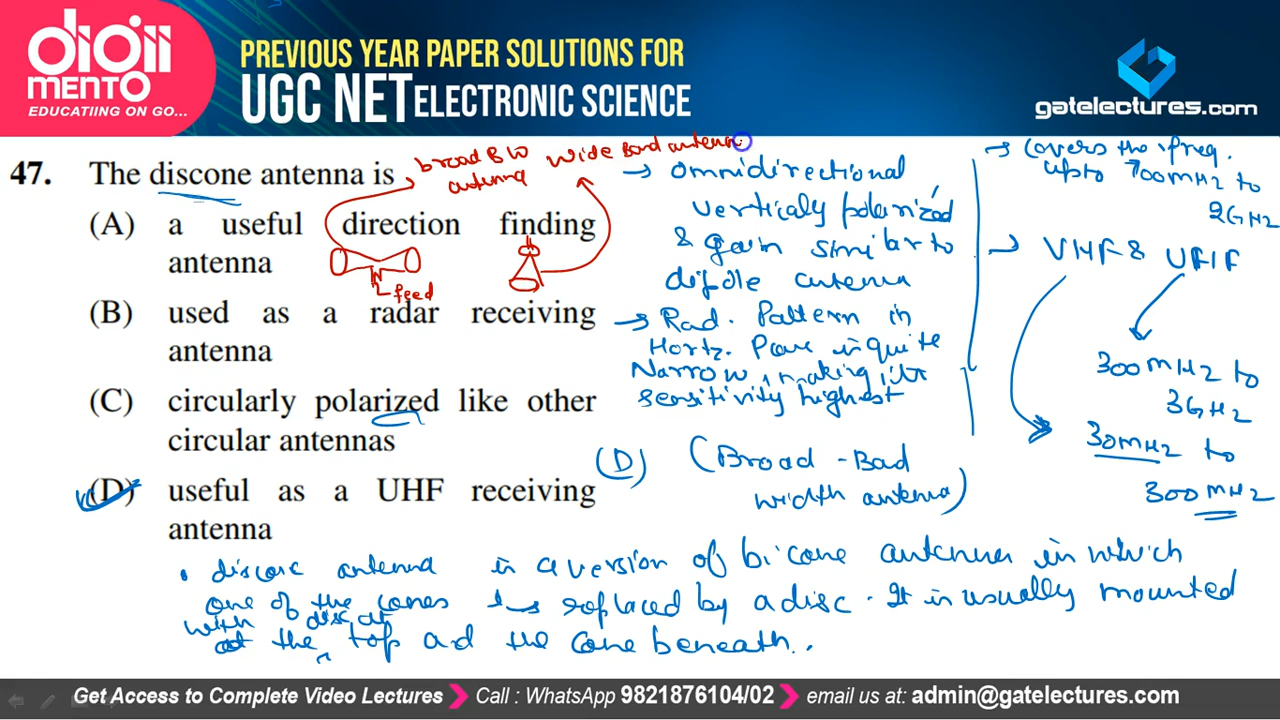 digii
MENTO
EDUCATIING ON GO...
PREVIOUS YEAR PAPER SOLUTIONS FOR
UGC NET ELECTRONIC SCIENCE
gatelectures.com
47. The discone antenna is
(A) a useful direction finding
antenna
(B) used as a radar receiving
antenna
(C) circularly polarized like other
circular antennas
(D) useful as a UHF receiving
antenna
broad BW
antenna
wide Band antenna
feed
→ Omnidirectional
verticaly polarized
& gain similar to
dipole antenna
→ Rad. Pattern in
Hortz. Plane in quite
Narrow, making its
sensitivity highest
(D) (Broad - Bad
width antenna)
→ Covers the freq.
upto 700MHz to
2GHz
→ VHF & UHF
300MHz to
3GHz
30MHz to
300MHz
• discone antenna in a version of bicone antenna in which
one of the cones is replaced by a disc. It is usually mounted
with disc at
the top and the cone beneath.
Get Access to Complete Video Lectures Call : WhatsApp 9821876104/02 email us at: admin@gatelectures.com